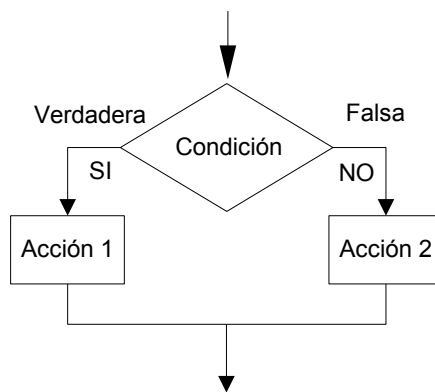 Verdadera
Falsa
Condición
SI
NO
Acción 1
Acción 2